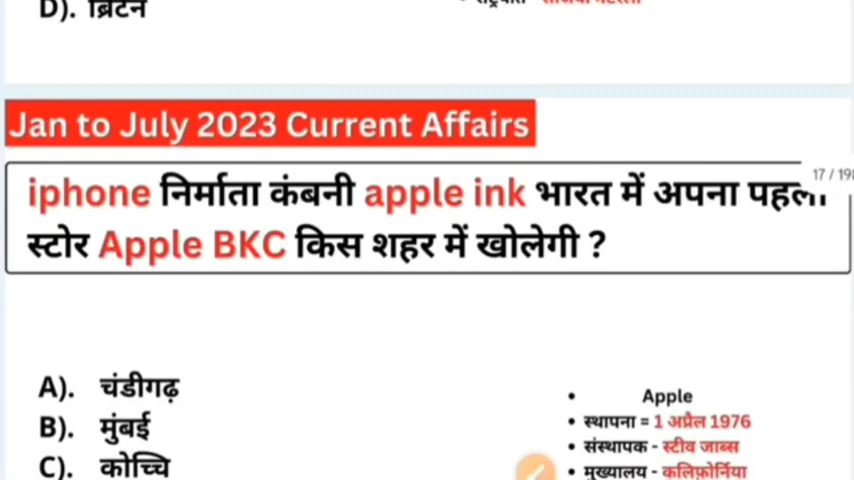 D). ब्रिटेन
Jan to July 2023 Current Affairs
17 / 19
iphone निर्माता कंबनी apple ink भारत में अपना पहला
स्टोर Apple BKC किस शहर में खोलेगी ?
A). चंडीगढ़
B). मुंबई
C). कोच्चि
Apple
• स्थापना = 1 अप्रैल 1976
• संस्थापक - स्टीव जाब्स
• मुख्यालय - कलिफ़ोर्निया